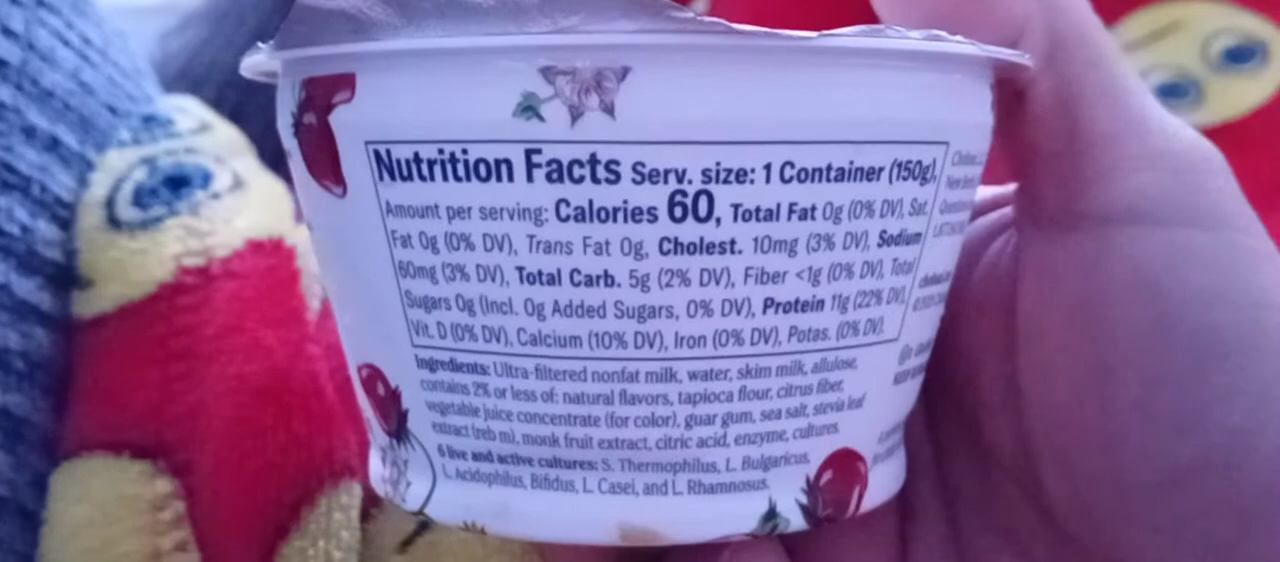 Nutrition Facts Serv. size: 1 Container (150g),
Amount per serving: Calories 60, Total Fat 0g (0% DV), Sat.
Fat 0g (0% DV), Trans Fat 0g, Cholest. 10mg (3% DV), Sodium
60mg (3% DV), Total Carb. 5g (2% DV), Fiber <1g (0% DV), Total
Sugars 0g (Incl. 0g Added Sugars, 0% DV), Protein 11g (22% DV),
Vit. D (0% DV), Calcium (10% DV), Iron (0% DV), Potas. (0% DV).
Ingredients: Ultra-filtered nonfat milk, water, skim milk, allulose,
contains 2% or less of: natural flavors, tapioca flour, citrus fiber,
vegetable juice concentrate (for color), guar gum, sea salt, stevia leaf
extract (reb m), monk fruit extract, citric acid, enzyme, cultures.
6 live and active cultures: S. Thermophilus, L. Bulgaricus,
L. Acidophilus, Bifidus, L. Casei, and L. Rhamnosus.